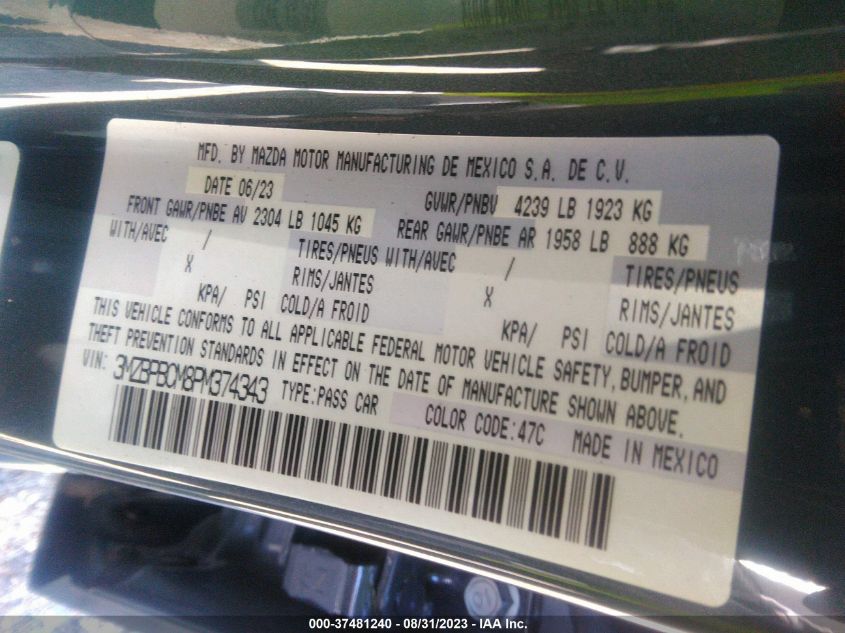 MFD. BY MAZDA MOTOR MANUFACTURING DE MEXICO S.A. DE C.V.
DATE 06/23 GVWR/PNBV 4239 LB 1923 KG
FRONT GAWR/PNBE AV 2304 LB 1045 KG REAR GAWR/PNBE AR 1958 LB 888 KG
WITH/AVEC / TIRES/PNEUS WITH/AVEC / TIRES/PNEUS
X RIMS/JANTES X RIMS/JANTES
KPA/ PSI COLD/A FROID KPA/ PSI COLD/A FROID
THIS VEHICLE CONFORMS TO ALL APPLICABLE FEDERAL MOTOR VEHICLE SAFETY, BUMPER, AND
THEFT PREVENTION STANDARDS IN EFFECT ON THE DATE OF MANUFACTURE SHOWN ABOVE.
VIN: 3MZBPBCM8PM374343 TYPE:PASS CAR
COLOR CODE:47C MADE IN MEXICO
000-37481240 - 08/31/2023 - IAA Inc.